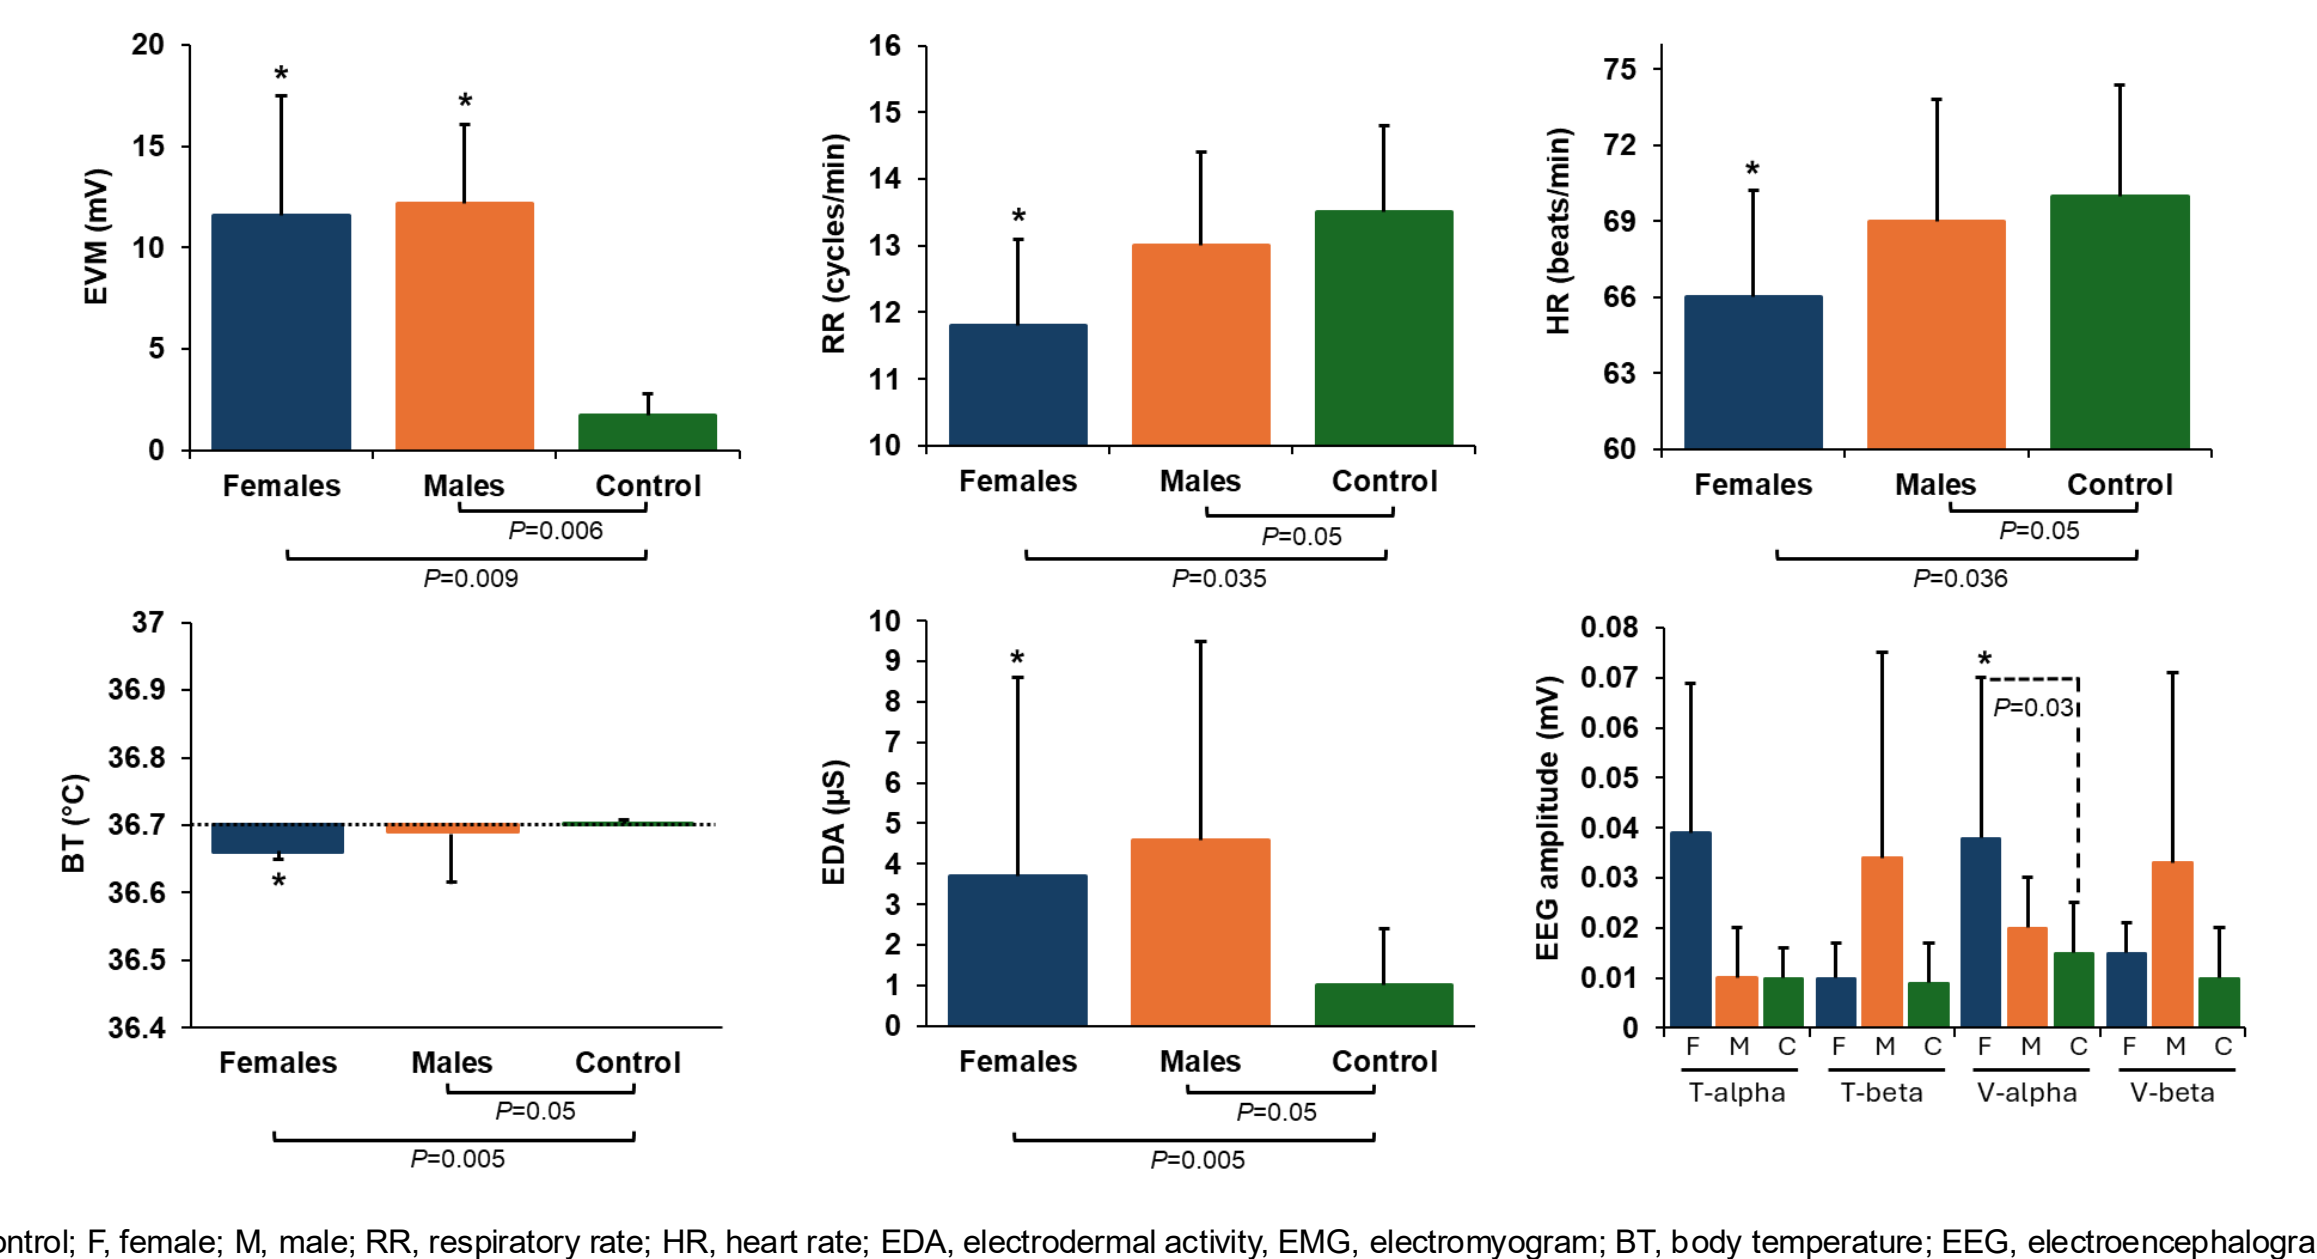 20
15
10
5
0
EVM (mV)
*
*
Females Males Control
P=0.006
P=0.009
16
15
14
13
12
11
10
RR (cycles/min)
*
Females Males Control
P=0.05
P=0.035
75
72
69
66
63
60
HR (beats/min)
*
Females Males Control
P=0.05
P=0.036
37
36.9
36.8
36.7
36.6
36.5
36.4
BT (°C)
*
Females Males Control
P=0.05
P=0.005
10
9
8
7
6
5
4
3
2
1
0
EDA (µS)
*
Females Males Control
P=0.05
P=0.005
0.08
0.07
0.06
0.05
0.04
0.03
0.02
0.01
0
EEG amplitude (mV)
*
P=0.03
F M C F M C F M C F M C
T-alpha T-beta V-alpha V-beta
ontrol; F, female; M, male; RR, respiratory rate; HR, heart rate; EDA, electrodermal activity, EMG, electromyogram; BT, body temperature; EEG, electroencephalogra